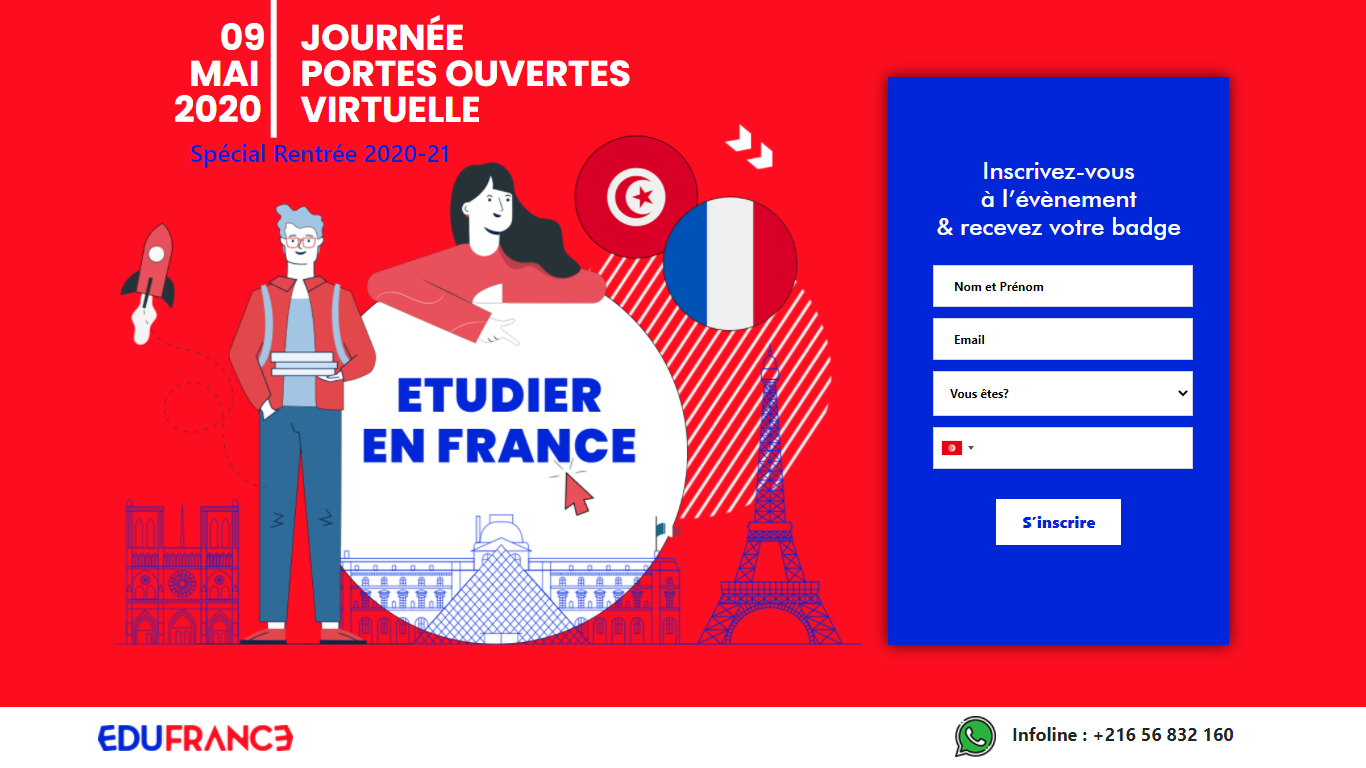 09
MAI
2020
JOURNÉE
PORTES OUVERTES
VIRTUELLE
Spécial Rentrée 2020-21
ETUDIER
EN FRANCE
Inscrivez-vous
à l'évènement
& recevez votre badge
Nom et Prénom
Email
Vous êtes?
S'inscrire
EDUFRANCE
Infoline : +216 56 832 160